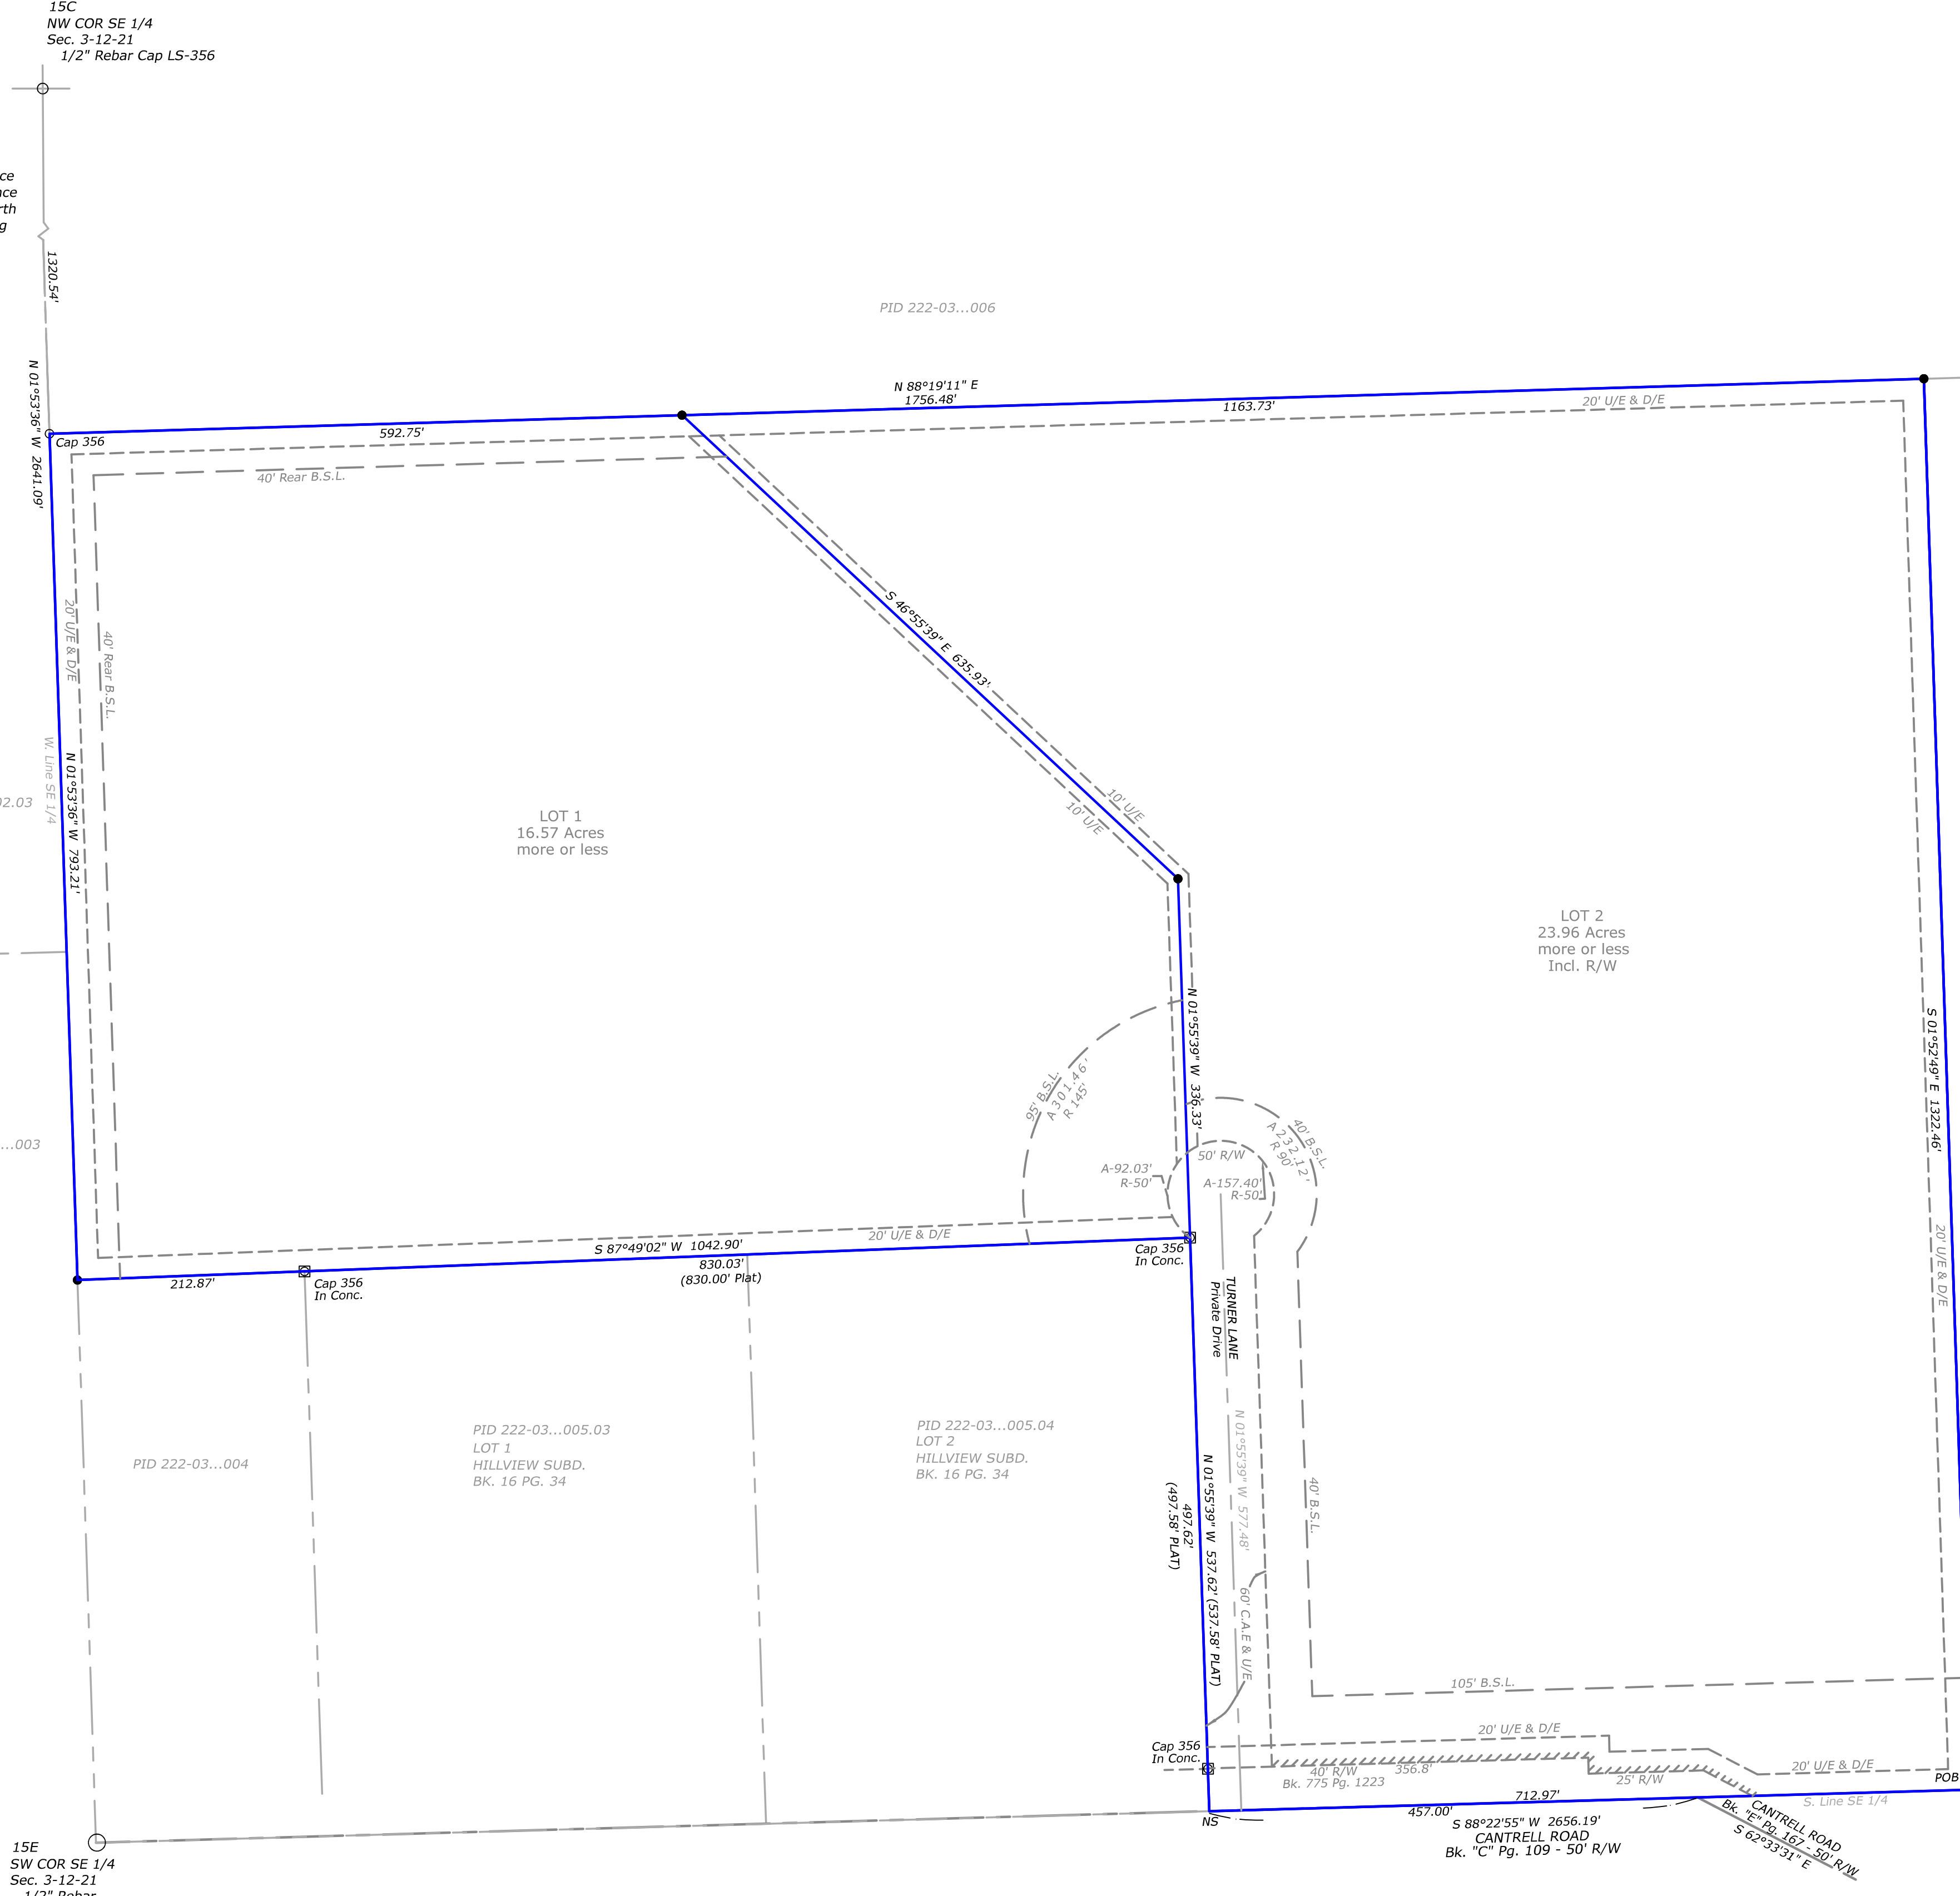 15C
NW COR SE 1/4
Sec. 3-12-21
1/2" Rebar Cap LS-356
ce
nce
rth
g
1320.54'
N 01°53'36" W 2641.09'
PID 222-03...006
N 88°19'11" E
1756.48'
592.75'
1163.73'
20' U/E & D/E
Cap 356
40' Rear B.S.L.
20' U/E & D/E
40' Rear B.S.L.
W. Line SE 1/4
N 01°53'36" W 793.21'
02.03
...003
S 46°55'39" E 635.93'
10' U/E
10' U/E
LOT 1
16.57 Acres
more or less
LOT 2
23.96 Acres
more or less
Incl. R/W
N 01°55'39" W 336.33'
S 01°52'49" E 1322.46'
20' U/E & D/E
95' B.S.L.
A 301.46'
R 145'
40' B.S.L.
A 232.12'
R 90'
50' R/W
A-92.03'
R-50'
A-157.40'
R-50'
S 87°49'02" W 1042.90'
20' U/E & D/E
830.03'
(830.00' Plat)
212.87'
Cap 356
In Conc.
Cap 356
In Conc.
TURNER LANE
Private Drive
PID 222-03...004
PID 222-03...005.03
LOT 1
HILLVIEW SUBD.
BK. 16 PG. 34
PID 222-03...005.04
LOT 2
HILLVIEW SUBD.
BK. 16 PG. 34
497.62'
(497.58' PLAT)
N 01°55'39" W 537.62' (537.58' PLAT)
N 01°55'39" W 577.48'
60' C.A.E & U/E
40' B.S.L.
105' B.S.L.
20' U/E & D/E
Cap 356
In Conc.
40' R/W
356.8'
Bk. 775 Pg. 1223
25' R/W
20' U/E & D/E
POB
712.97'
457.00'
S. Line SE 1/4
NS
S 88°22'55" W 2656.19'
CANTRELL ROAD
Bk. "C" Pg. 109 - 50' R/W
CANTRELL ROAD
Bk. "E" Pg. 167 - 50' R/W
S 62°33'31" E
15E
SW COR SE 1/4
Sec. 3-12-21
1/2" Rebar